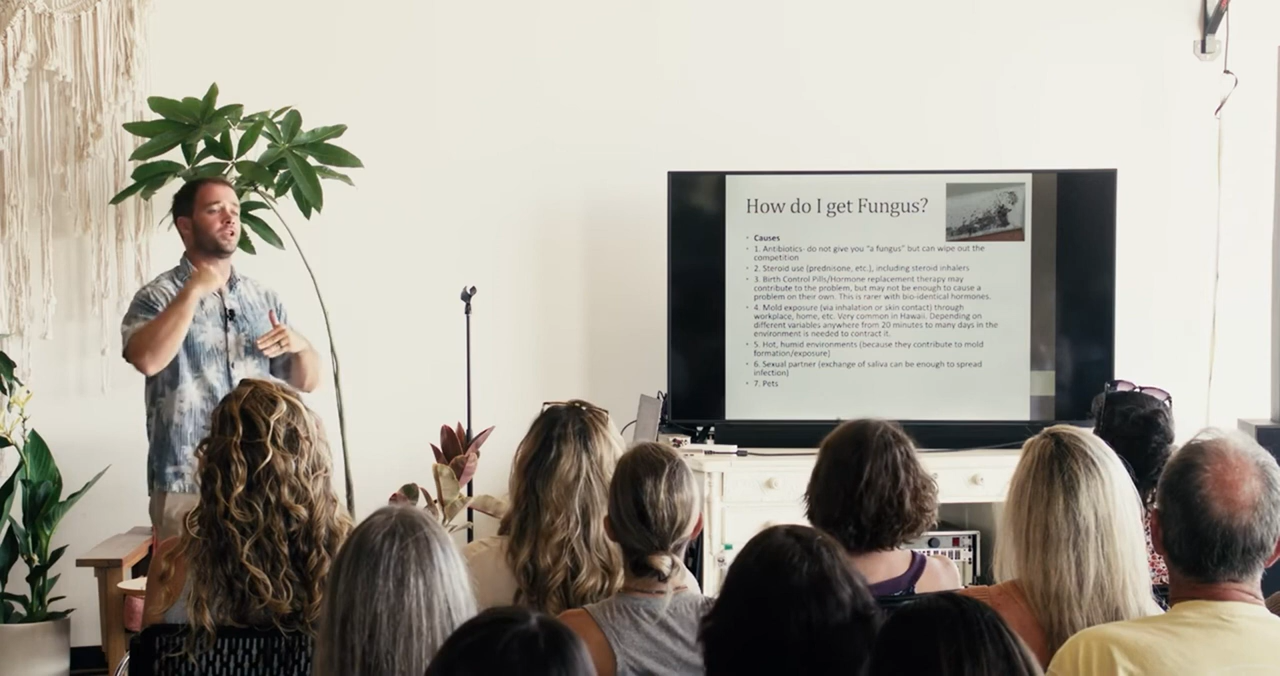 How do I get Fungus?
• Causes
• 1. Antibiotics- do not give you "a fungus" but can wipe out the
competition
• 2. Steroid use (prednisone, etc.), including steroid inhalers
• 3. Birth Control Pills/Hormone replacement therapy may
contribute to the problem, but may not be enough to cause a
problem on their own. This is rarer with bio-identical hormones.
• 4. Mold exposure (via inhalation or skin contact) through
workplace, home, etc. Very common in Hawaii. Depending on
different variables anywhere from 20 minutes to many days in the
environment is needed to contract it.
• 5. Hot, humid environments (because they contribute to mold
formation/exposure)
• 6. Sexual partner (exchange of saliva can be enough to spread
infection)
• 7. Pets